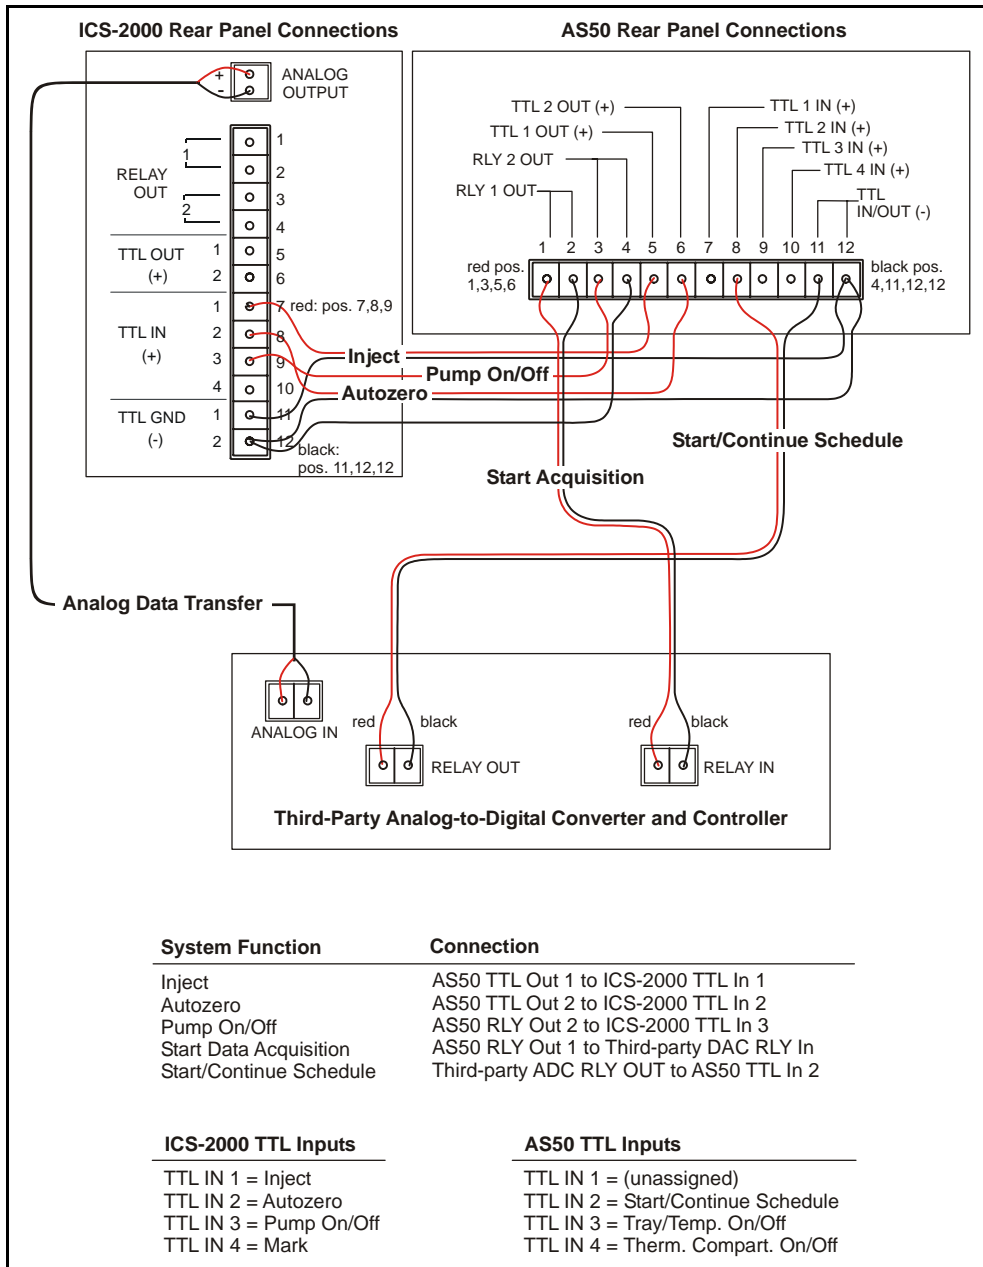 ICS-2000 Rear Panel Connections
AS50 Rear Panel Connections
+
-
ANALOG
OUTPUT
1
RELAY
OUT
2
1
2
3
4
TTL OUT
(+)
1
2
5
6
TTL IN
(+)
1
2
3
4
7 red: pos. 7,8,9
8
9
10
TTL GND
(-)
1
2
11
12
black:
pos. 11,12,12
TTL 2 OUT (+)
TTL 1 OUT (+)
RLY 2 OUT
RLY 1 OUT
TTL 1 IN (+)
TTL 2 IN (+)
TTL 3 IN (+)
TTL 4 IN (+)
TTL
IN/OUT (-)
1 2 3 4 5 6 7 8 9 10 11 12
red pos.
1,3,5,6
black pos.
4,11,12,12
Inject
Pump On/Off
Autozero
Start/Continue Schedule
Start Acquisition
Analog Data Transfer
ANALOG IN
red black
RELAY OUT
red black
RELAY IN
Third-Party Analog-to-Digital Converter and Controller
System Function Connection
Inject AS50 TTL Out 1 to ICS-2000 TTL In 1
Autozero AS50 TTL Out 2 to ICS-2000 TTL In 2
Pump On/Off AS50 RLY Out 2 to ICS-2000 TTL In 3
Start Data Acquisition AS50 RLY Out 1 to Third-party DAC RLY In
Start/Continue Schedule Third-party ADC RLY OUT to AS50 TTL In 2
ICS-2000 TTL Inputs
TTL IN 1 = Inject
TTL IN 2 = Autozero
TTL IN 3 = Pump On/Off
TTL IN 4 = Mark
AS50 TTL Inputs
TTL IN 1 = (unassigned)
TTL IN 2 = Start/Continue Schedule
TTL IN 3 = Tray/Temp. On/Off
TTL IN 4 = Therm. Compart. On/Off